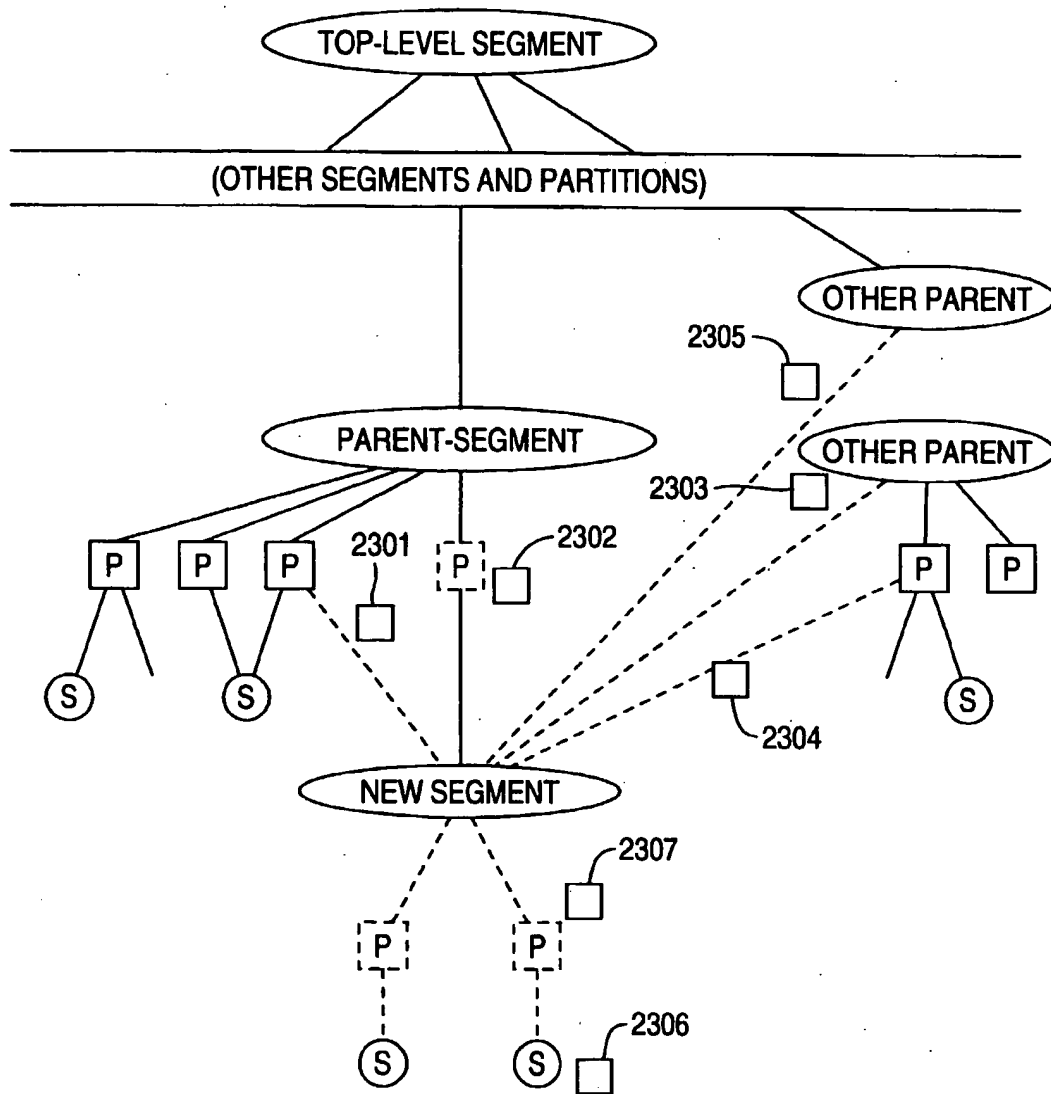 TOP-LEVEL SEGMENT
(OTHER SEGMENTS AND PARTITIONS)
OTHER PARENT
2305
PARENT-SEGMENT
OTHER PARENT
2303
2301
2302
P
P
P
P
P
P
S
S
2304
S
NEW SEGMENT
2307
P
P
2306
S
S